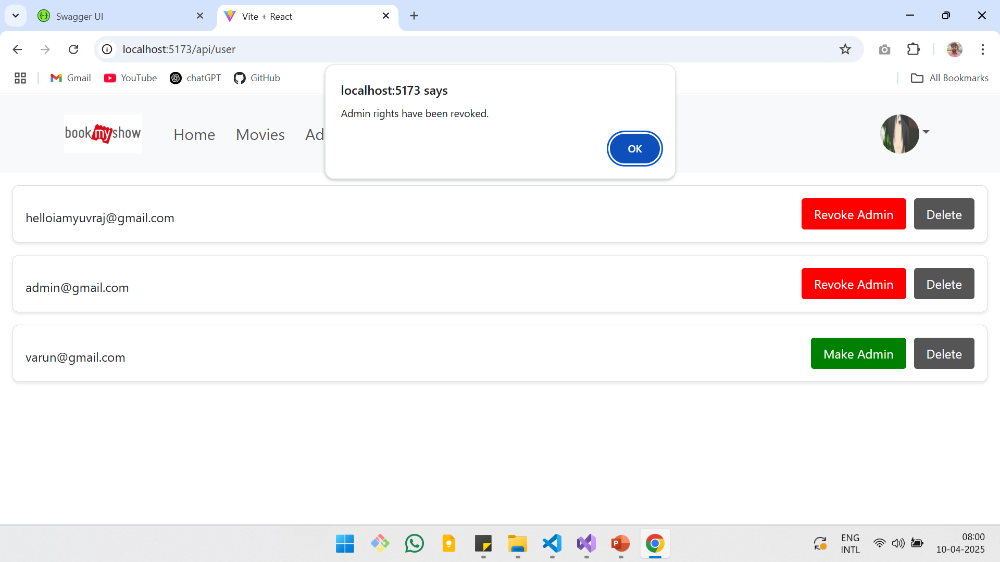 Swagger UI
Vite + React
localhost:5173/api/user
Gmail
YouTube
chatGPT
GitHub
All Bookmarks
localhost:5173 says
Admin rights have been revoked.
OK
bookmyshow
Home
Movies
Ad
helloiamyuvraj@gmail.com
Revoke Admin
Delete
admin@gmail.com
Revoke Admin
Delete
varun@gmail.com
Make Admin
Delete
P
ENG
INTL
08:00
10-04-2025